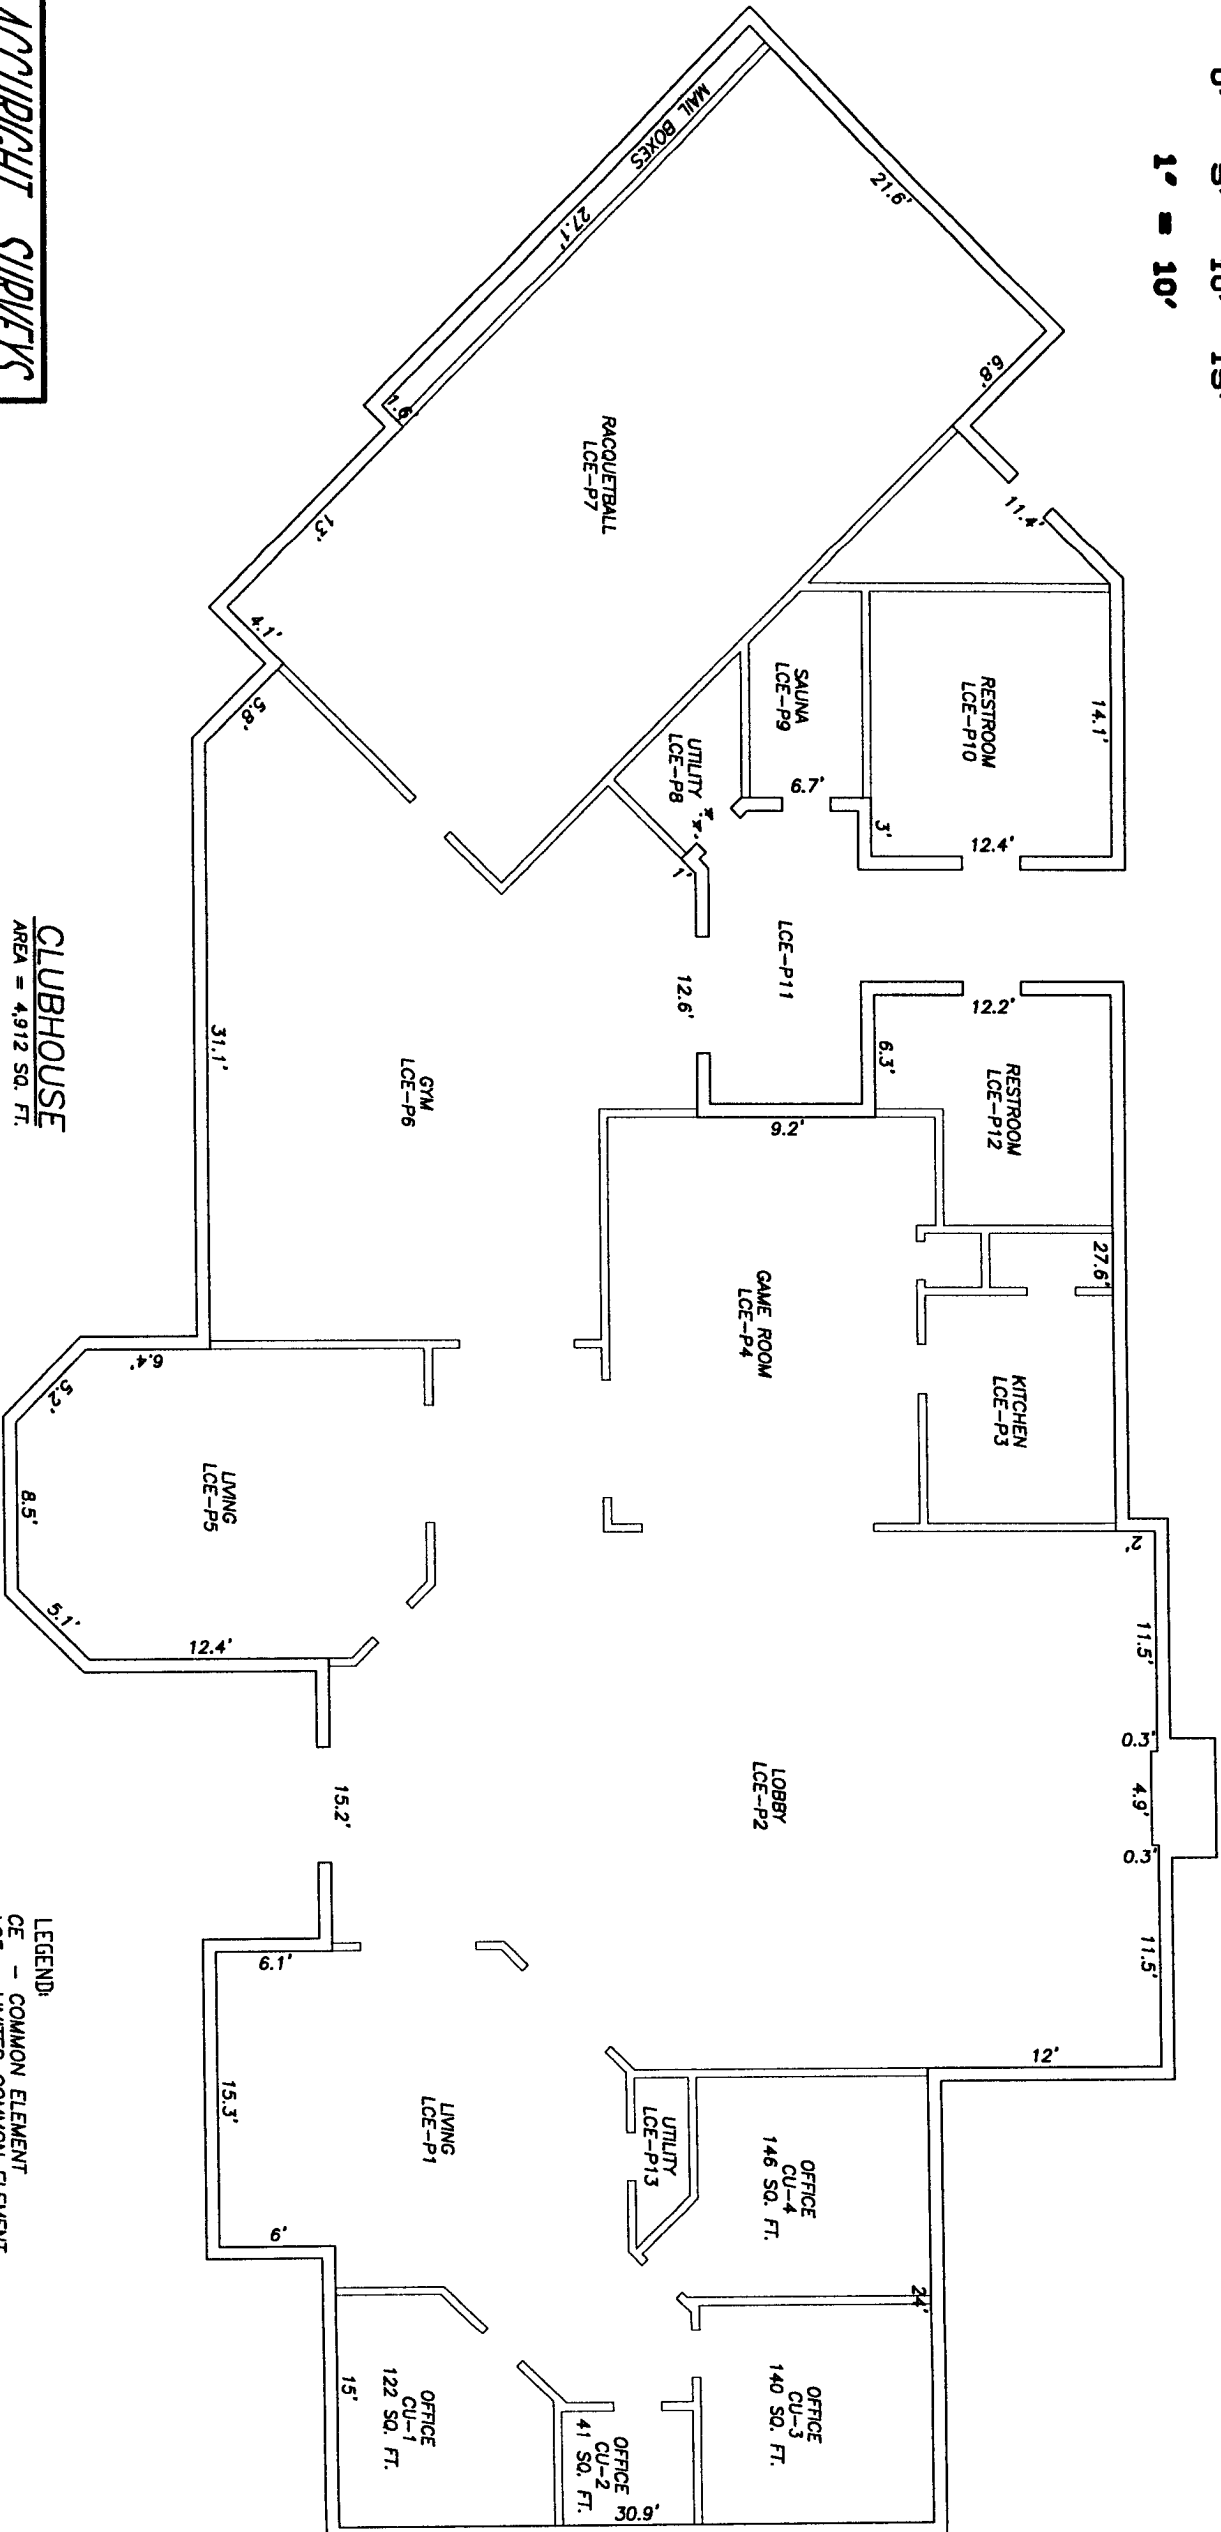 1" = 10'
ACCURIGHT SURVEYS
MAIL BOXES
27.1'
21.6'
6.8'
11.4'
1.6'
13'
4.1'
5.8'
RACQUETBALL
LCE-P7
RESTROOM
LCE-P10
14.1'
SAUNA
LCE-P9
UTILITY
LCE-P8
6.7'
3'
12.4'
1'
LCE-P11
12.6'
12.2'
6.3'
9.2'
RESTROOM
LCE-P12
27.6'
GYM
LCE-P6
31.1'
GAME ROOM
LCE-P4
KITCHEN
LCE-P3
6.4'
5.2'
8.5'
5.1'
12.4'
LIVING
LCE-P5
2'
11.5'
0.3'
4.9'
0.3'
11.5'
LOBBY
LCE-P2
15.2'
12'
6.1'
15.3'
6'
LIVING
LCE-P1
UTILITY
LCE-P13
OFFICE
CU-4
146 SQ. FT.
24'
OFFICE
CU-3
140 SQ. FT.
OFFICE
CU-1
122 SQ. FT.
15'
OFFICE
CU-2
41 SQ. FT.
30.9'
CLUBHOUSE
AREA = 4,912 SQ. FT.
LEGEND:
CE - COMMON ELEMENT